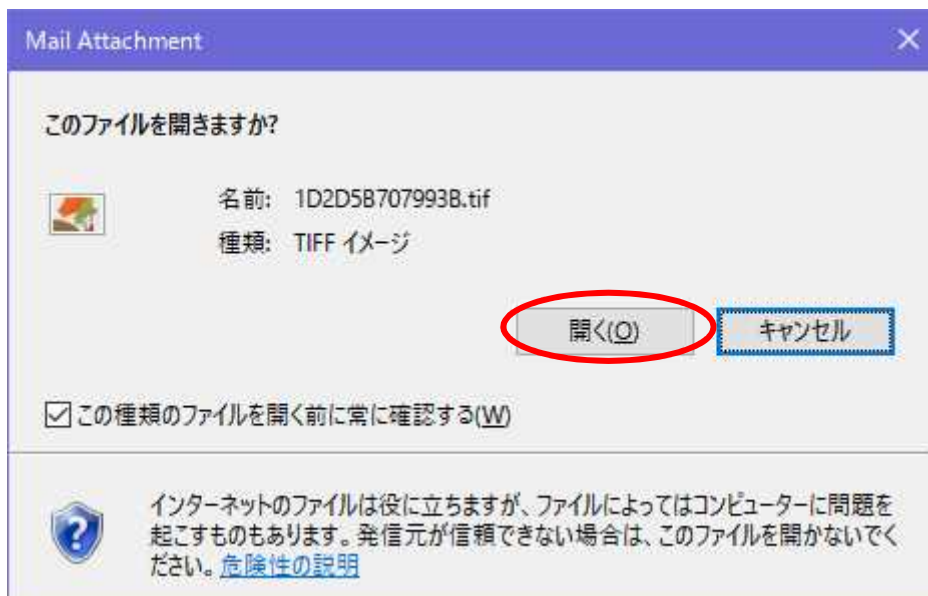 Mail Attachment
このファイルを開きますか?
名前: 1D2D5B707993B.tif
種類: TIFF イメージ
開く(O) キャンセル
この種類のファイルを開く前に常に確認する(W)
インターネットのファイルは役に立ちますが、ファイルによってはコンピューターに問題を
起こすものもあります。発信元が信頼できない場合は、このファイルを開かないでく
ださい。危険性の説明